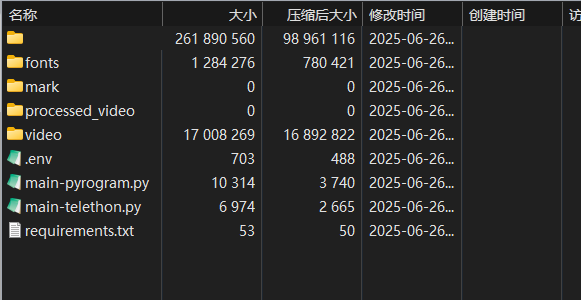 名称 大小 压缩后大小 修改时间 创建时间 访
261 890 560 98 961 116 2025-06-26...
fonts 1 284 276 780 421 2025-06-26...
mark 0 0 2025-06-26...
processed_video 0 0 2025-06-26...
video 17 008 269 16 892 822 2025-06-26...
.env 703 488 2025-06-26...
main-pyrogram.py 10 314 3 740 2025-06-26...
main-telethon.py 6 974 2 665 2025-06-26...
requirements.txt 53 50 2025-06-26...